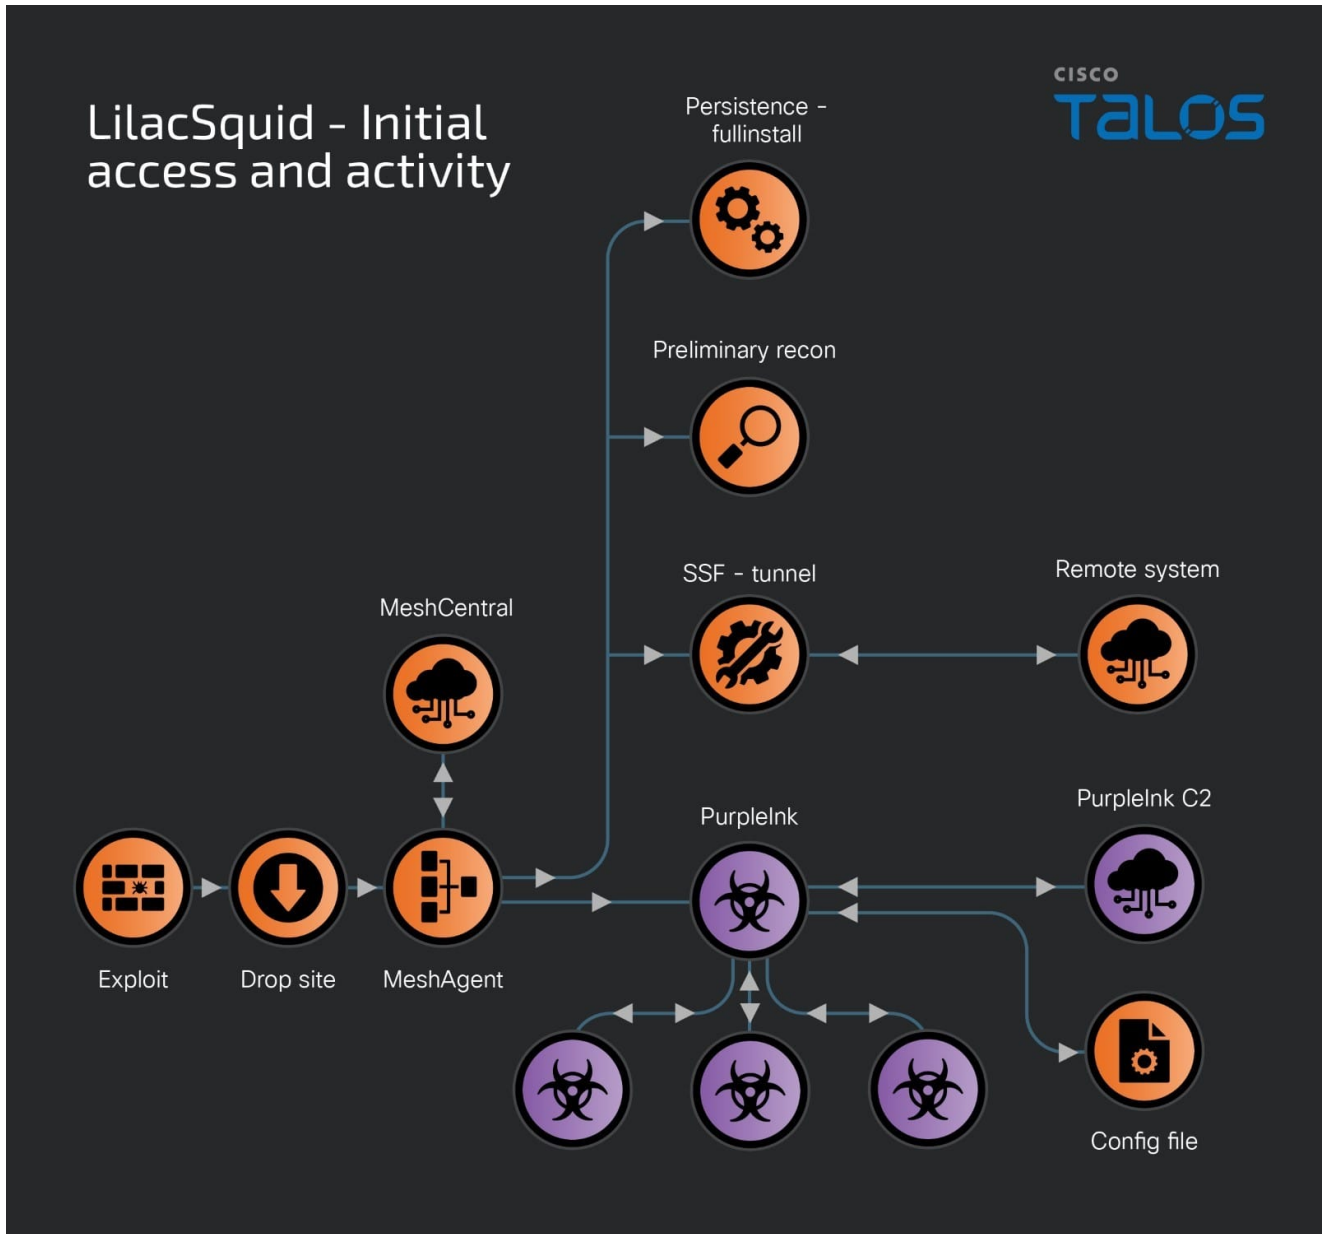 LilacSquid - Initial
access and activity
CISCO
TALOS
Persistence -
fullinstall
Preliminary recon
SSF - tunnel
Remote system
MeshCentral
PurpleInk
PurpleInk C2
Exploit
Drop site
MeshAgent
Config file